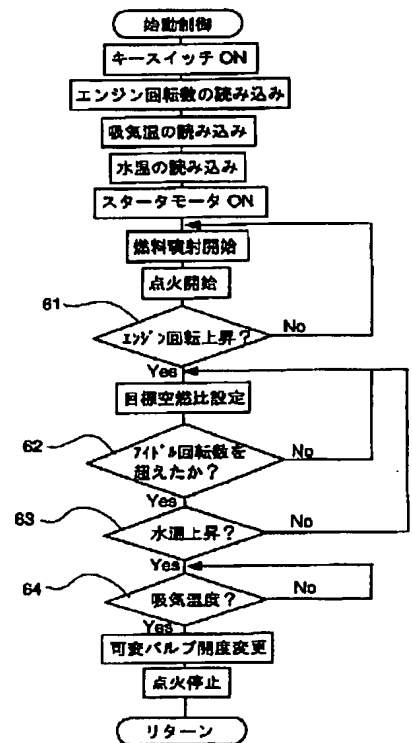 始動制御
キースイッチ ON
エンジン回転数の読み込み
吸気温の読み込み
水温の読み込み
スタータモータ ON
燃料噴射開始
点火開始
61
エンジン回転上昇?
No
Yes
目標空燃比設定
62
アイドル回転数を
超えたか?
No
Yes
63
水温上昇?
No
Yes
64
吸気温度?
No
Yes
可変バルブ開度変更
点火停止
リターン